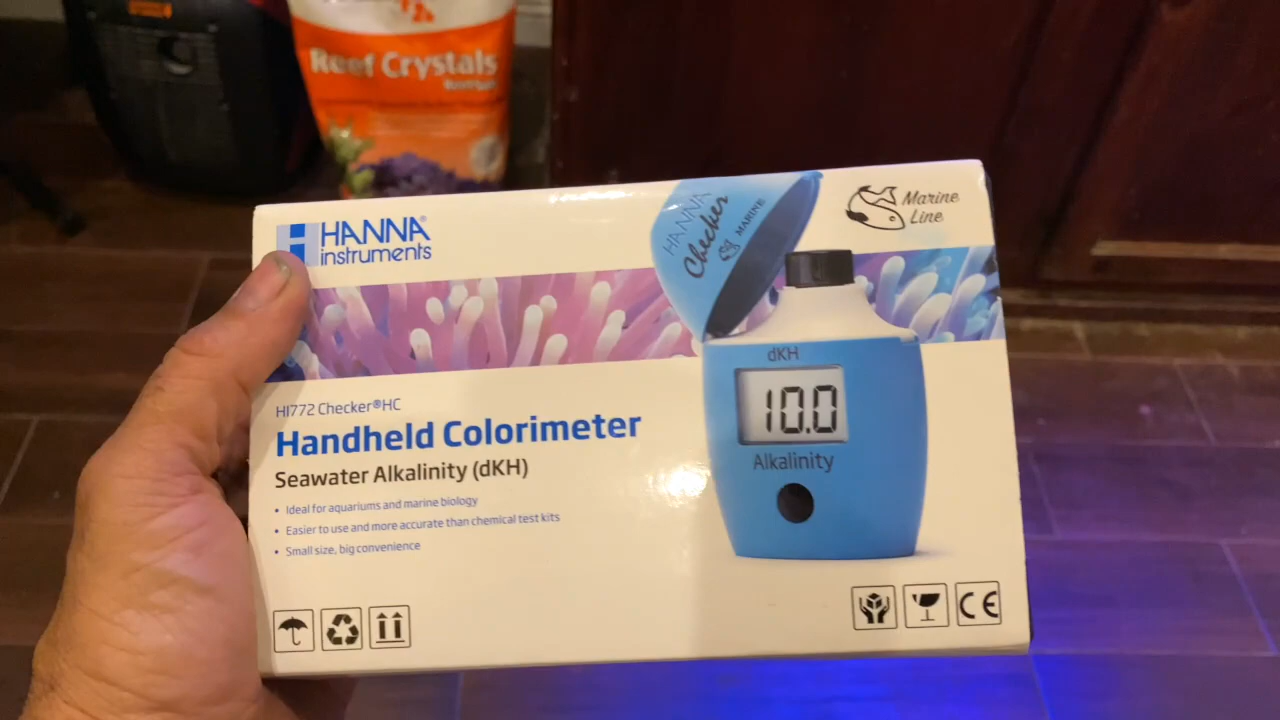 Reef Crystals
HANNA®
instruments
HANNA
Checker
MARINE
Marine
Line
dKH
10.0
Alkalinity
HI772 Checker®HC
Handheld Colorimeter
Seawater Alkalinity (dKH)
• Ideal for aquariums and marine biology
• Easier to use and more accurate than chemical test kits
• Small size, big convenience
CE